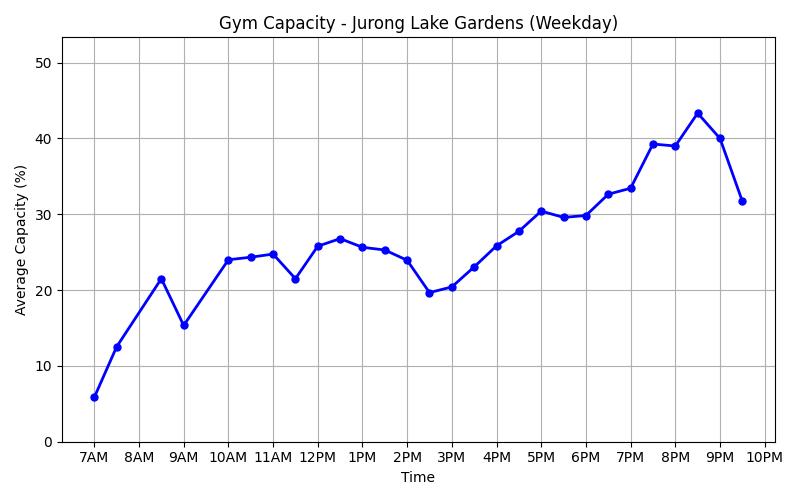 Gym Capacity - Jurong Lake Gardens (Weekday)
50
40
30
20
10
0
Average Capacity (%)
7AM 8AM 9AM 10AM 11AM 12PM 1PM 2PM 3PM 4PM 5PM 6PM 7PM 8PM 9PM 10PM
Time